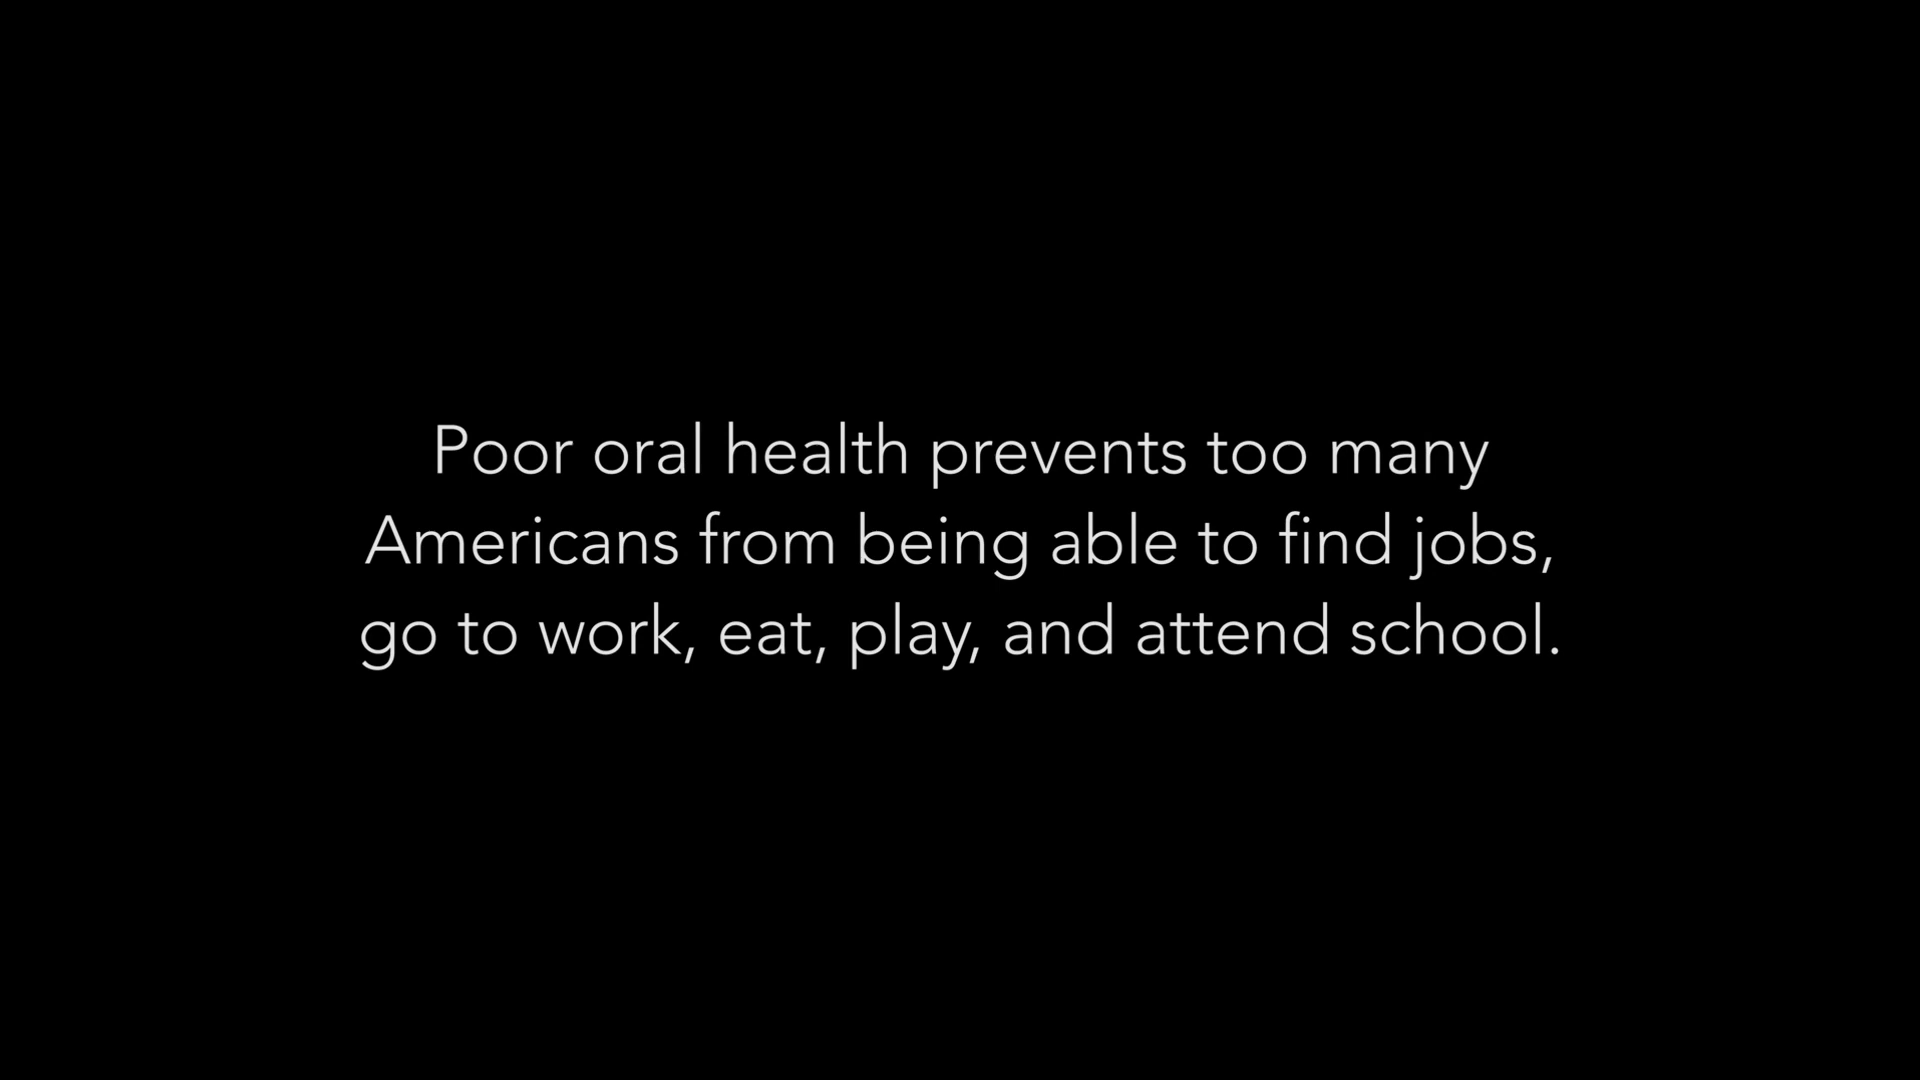 Poor oral health prevents too many
Americans from being able to find jobs,
go to work, eat, play, and attend school.